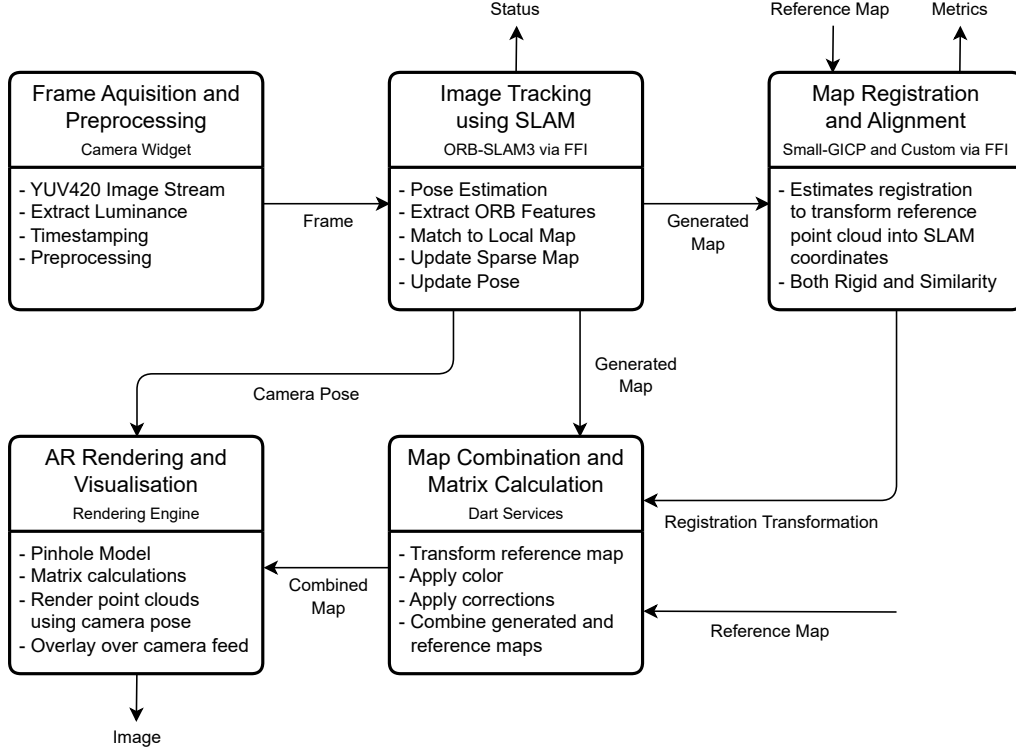 Status
Reference Map
Metrics
Frame Aquisition and
Preprocessing
Camera Widget
- YUV420 Image Stream
- Extract Luminance
- Timestamping
- Preprocessing
Frame
Image Tracking
using SLAM
ORB-SLAM3 via FFI
- Pose Estimation
- Extract ORB Features
- Match to Local Map
- Update Sparse Map
- Update Pose
Generated
Map
Map Registration
and Alignment
Small-GICP and Custom via FFI
- Estimates registration
to transform reference
point cloud into SLAM
coordinates
- Both Rigid and Similarity
Camera Pose
Generated
Map
AR Rendering and
Visualisation
Rendering Engine
- Pinhole Model
- Matrix calculations
- Render point clouds
using camera pose
- Overlay over camera feed
Combined
Map
Map Combination and
Matrix Calculation
Dart Services
- Transform reference map
- Apply color
- Apply corrections
- Combine generated and
reference maps
Registration Transformation
Reference Map
Image